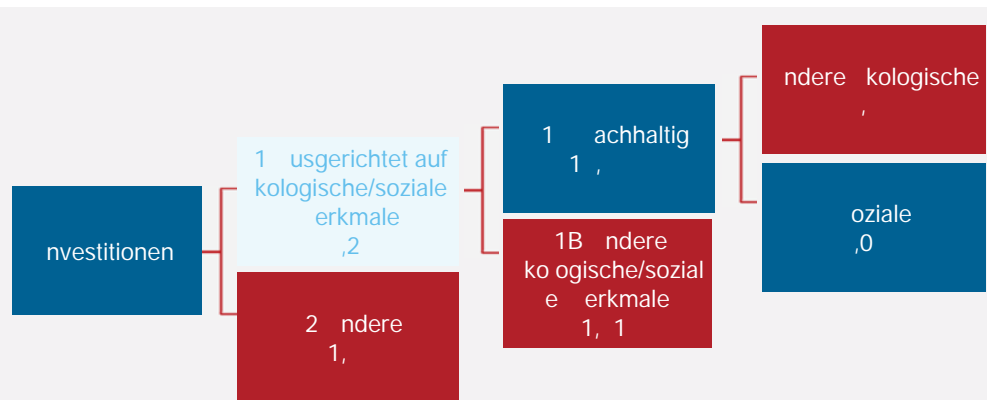 nvestitionen
1 usgerichtet auf
kologische/soziale
erkmale
,2
2 ndere
1,
1 achhaltig
1 ,
1B ndere
ko ogische/sozial
e erkmale
1, 1
ndere kologische
,
oziale
,0